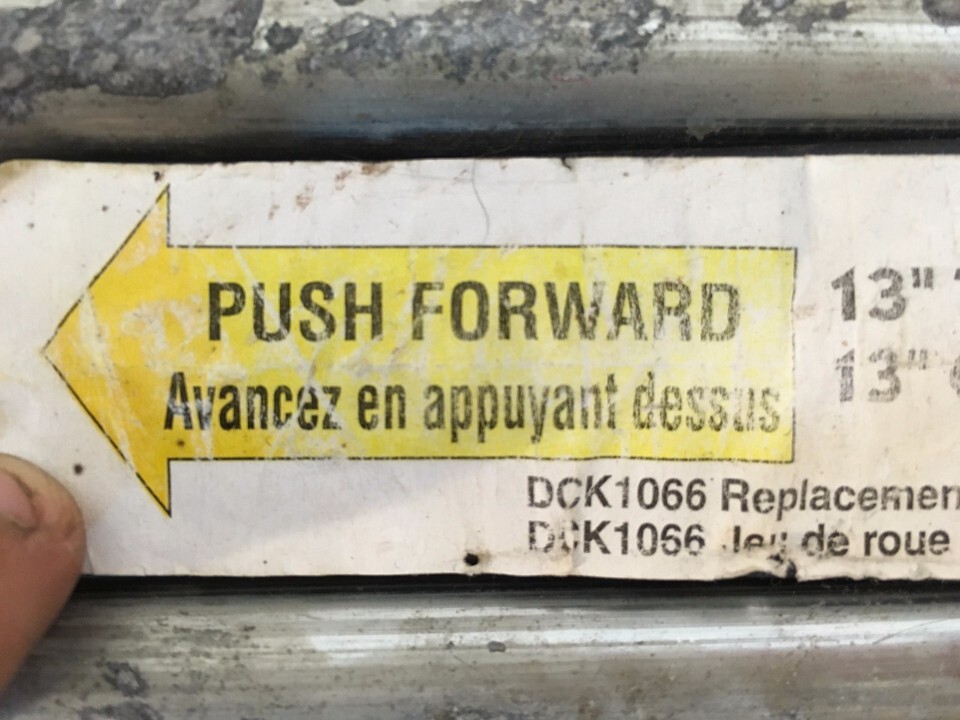 PUSH FORWARD
Avancez en appuyant dessus
13"
13"
DCK1066 Replacemen
DCK1066 Jeu de roue